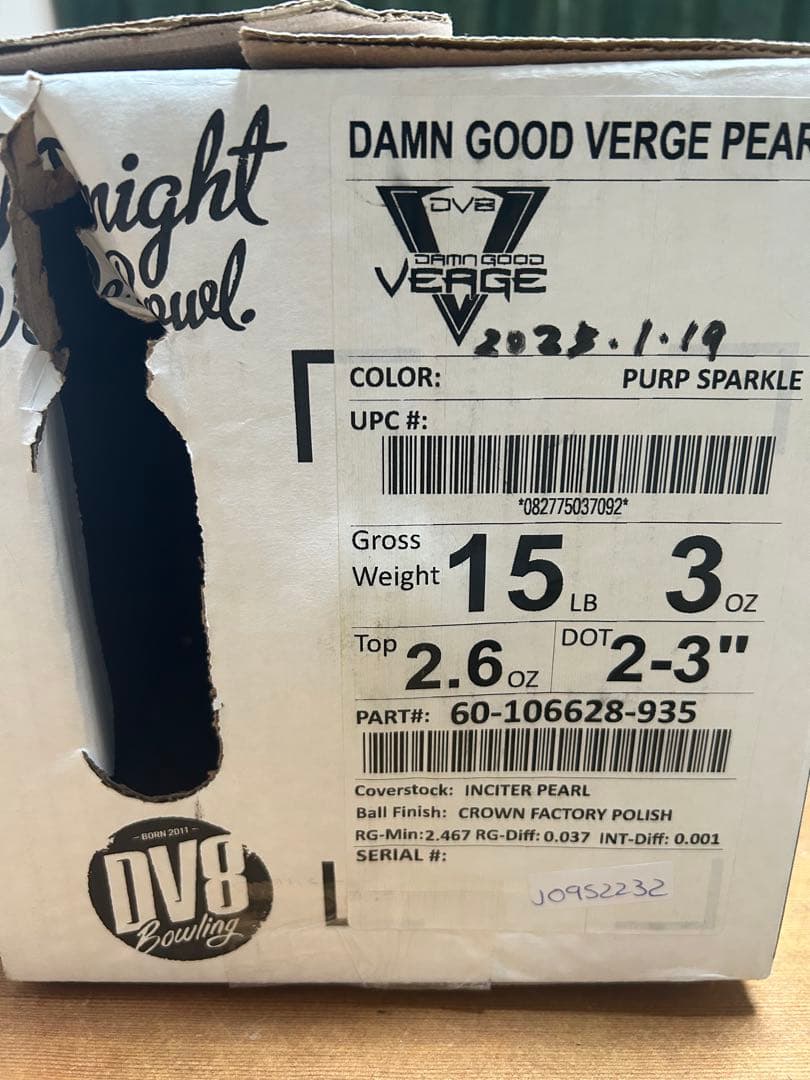 night
Bowl.
DAMN GOOD VERGE PEAR
DV8
DAMN GOOD
VERGE
COLOR: PURP SPARKLE
UPC #:
*082775037092*
Gross Weight 15 LB 3 OZ
Top 2.6 OZ DOT 2-3"
PART#: 60-106628-935
Coverstock: INCITER PEARL
Ball Finish: CROWN FACTORY POLISH
RG-Min:2.467 RG-Diff: 0.037 INT-Diff: 0.001
SERIAL #:
J0952232
- BORN 2011 -
DV8
Bowling